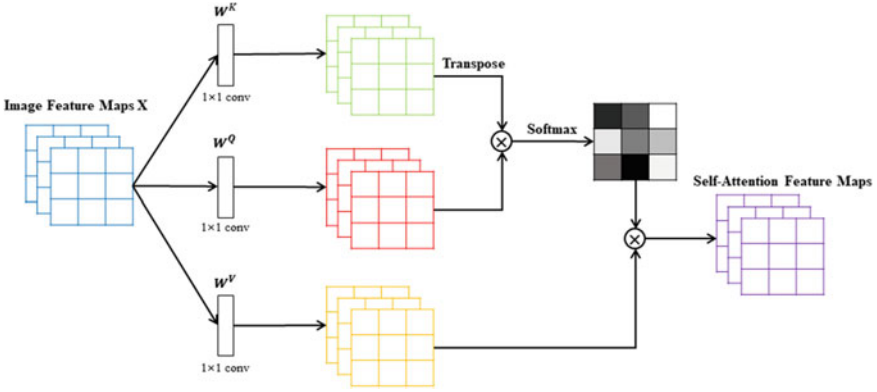 W^K
1×1 conv
Transpose
Image Feature Maps X
W^Q
1×1 conv
Softmax
Self-Attention Feature Maps
W^V
1×1 conv